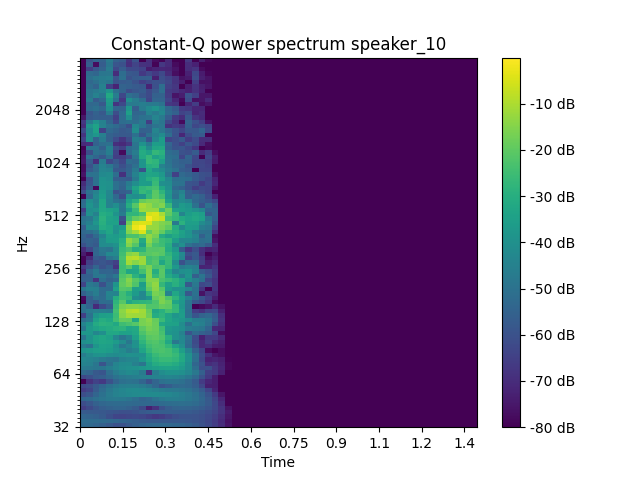 Constant-Q power spectrum speaker_10
Hz
2048
1024
512
256
128
64
32
0 0.15 0.3 0.45 0.6 0.75 0.9 1.1 1.2 1.4
Time
-10 dB
-20 dB
-30 dB
-40 dB
-50 dB
-60 dB
-70 dB
-80 dB